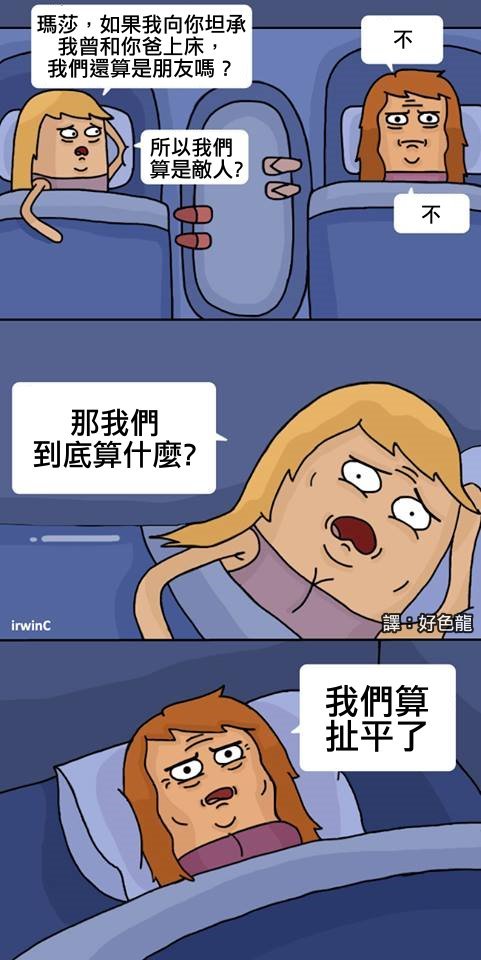 瑪莎，如果我向你坦承
我曾和你爸上床，
我們還算是朋友嗎？
不
所以我們
算是敵人?
不
那我們
到底算什麼?
irwinC
譯：好色龍
我們算
扯平了